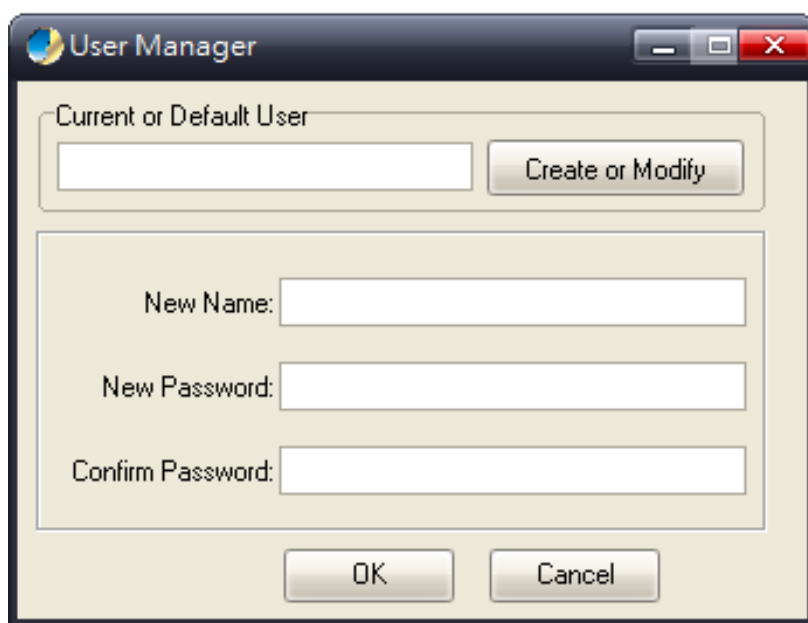 User Manager
Current or Default User
Create or Modify
New Name:
New Password:
Confirm Password:
OK Cancel